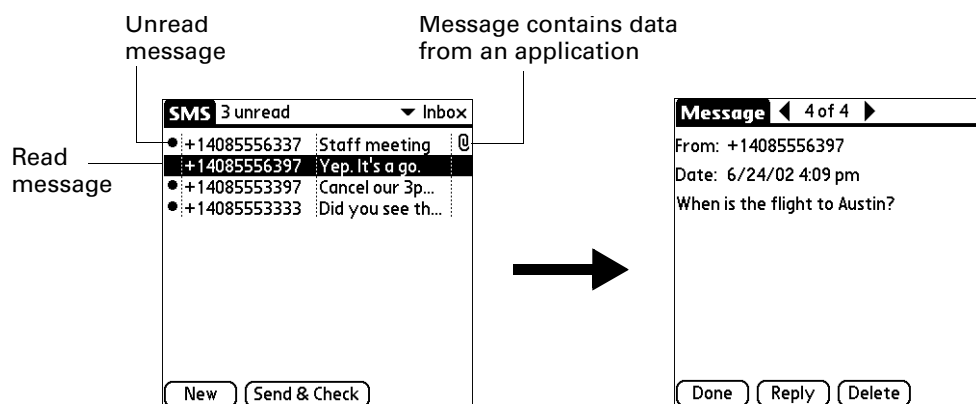 Unread
message
Message contains data
from an application
Read
message
SMS 3 unread Inbox
+14085556337 Staff meeting
+14085556397 Yep. It's a go.
+14085553397 Cancel our 3p...
+14085553333 Did you see th...
New Send & Check
Message 4 of 4
From: +14085556397
Date: 6/24/02 4:09 pm
When is the flight to Austin?
Done Reply Delete